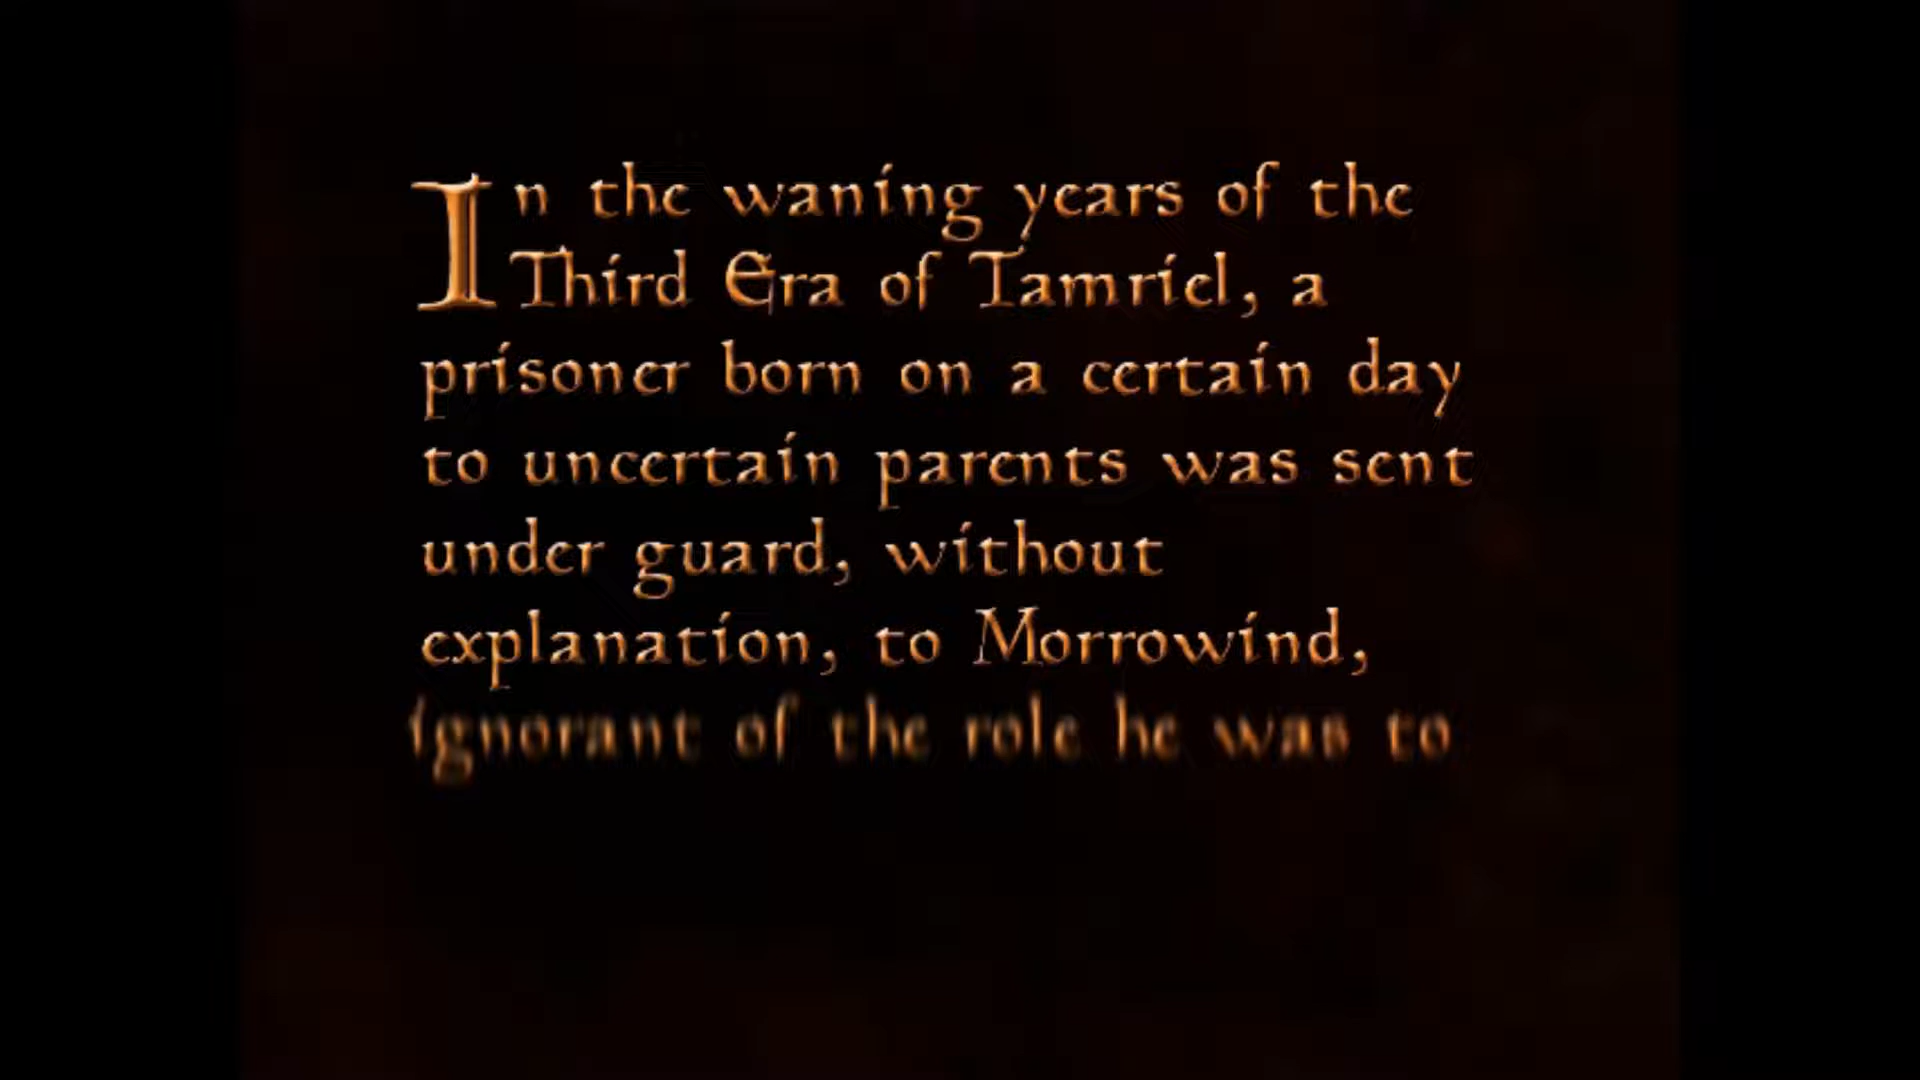 In the waning years of the
Third Era of Tamriel, a
prisoner born on a certain day
to uncertain parents was sent
under guard, without
explanation, to Morrowind,
ignorant of the role he was to